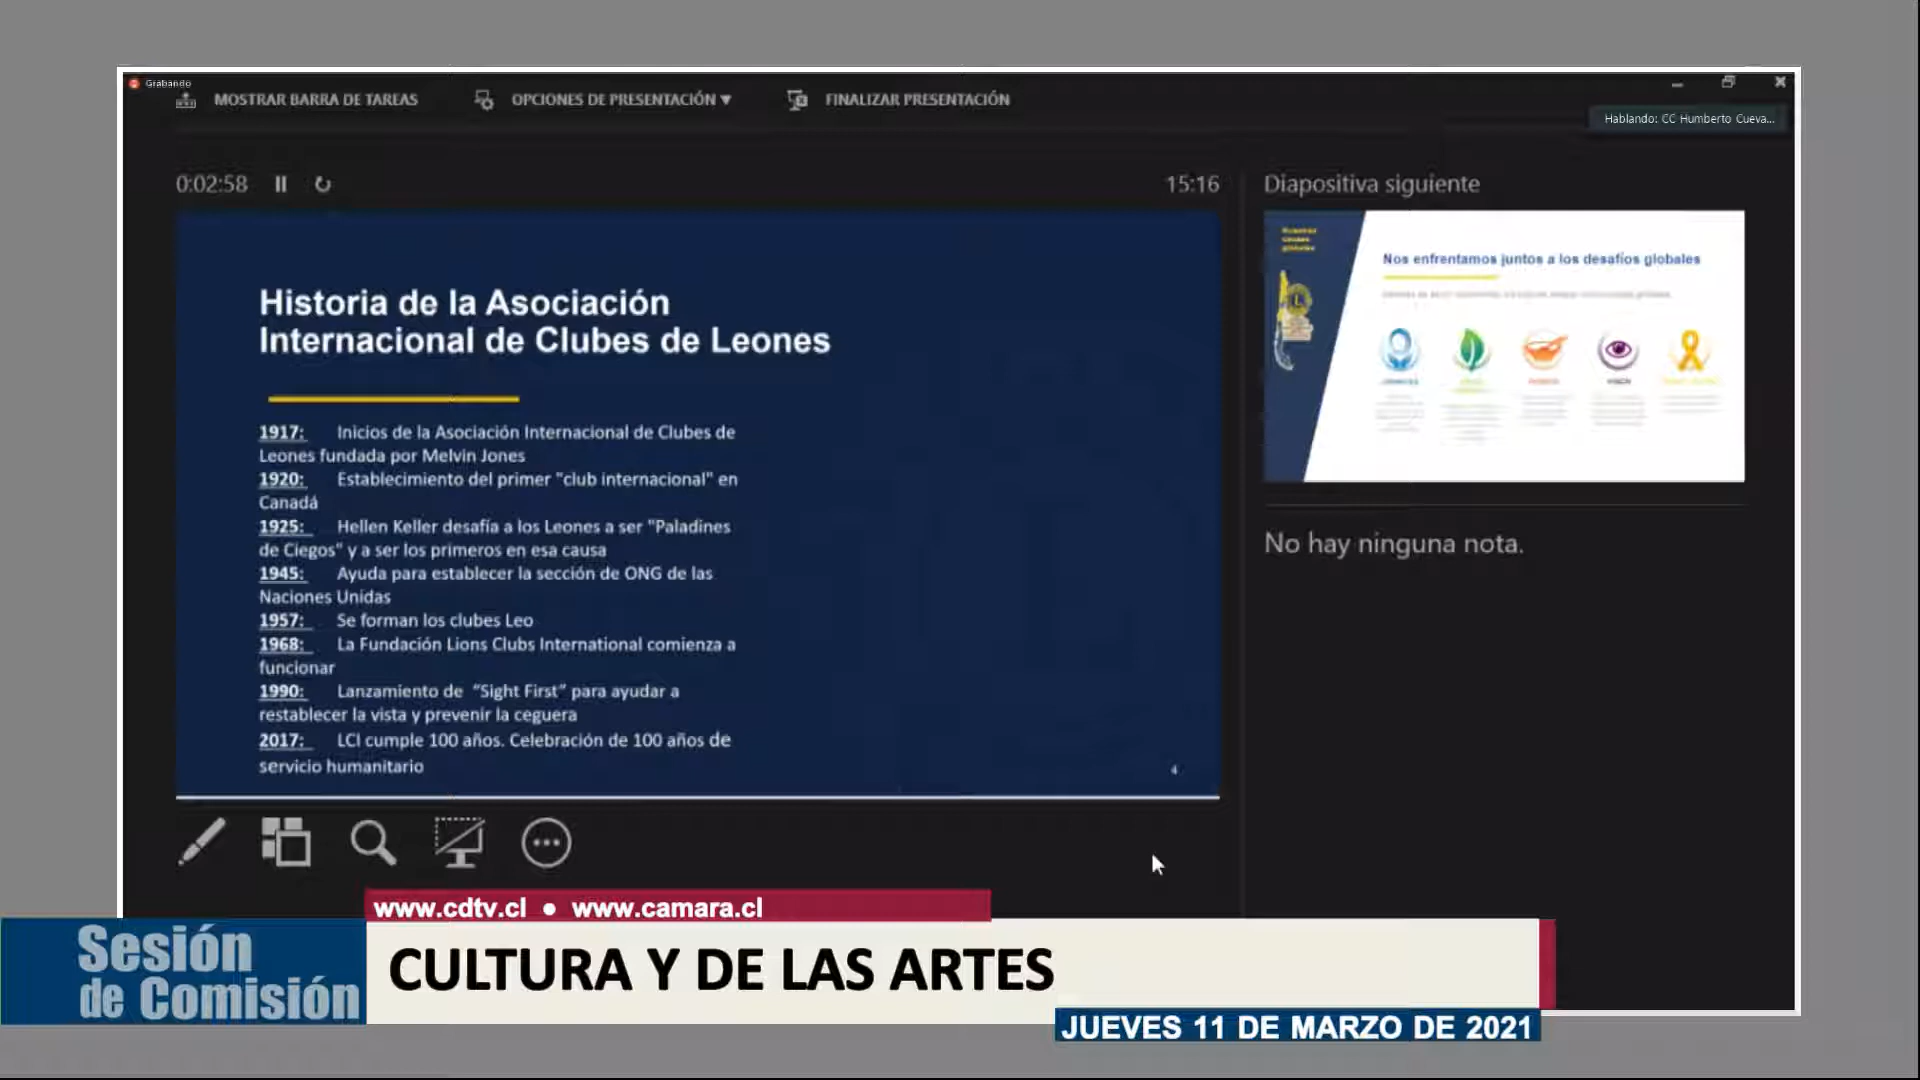 Grabando
MOSTRAR BARRA DE TAREAS
OPCIONES DE PRESENTACIÓN ▼
FINALIZAR PRESENTACIÓN
Hablando: CC Humberto Cueva...
0:02:58
15:16
Diapositiva siguiente
Historia de la Asociación
Internacional de Clubes de Leones
1917: Inicios de la Asociación Internacional de Clubes de
Leones fundada por Melvin Jones
1920: Establecimiento del primer "club internacional" en
Canadá
1925: Hellen Keller desafía a los Leones a ser "Paladines
de Ciegos" y a ser los primeros en esa causa
1945: Ayuda para establecer la sección de ONG de las
Naciones Unidas
1957: Se forman los clubes Leo
1968: La Fundación Lions Clubs International comienza a
funcionar
1990: Lanzamiento de “Sight First” para ayudar a
restablecer la vista y prevenir la ceguera
2017: LCI cumple 100 años. Celebración de 100 años de
servicio humanitario
4
Nos enfrentamos juntos a los desafíos globales
No hay ninguna nota.
www.cdtv.cl ● www.camara.cl
Sesión
de Comisión
CULTURA Y DE LAS ARTES
JUEVES 11 DE MARZO DE 2021